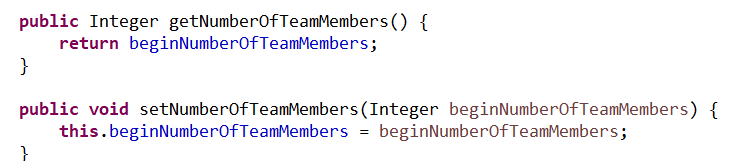 public Integer getNumberOfTeamMembers() {
    return beginNumberOfTeamMembers;
}

public void setNumberOfTeamMembers(Integer beginNumberOfTeamMembers) {
    this.beginNumberOfTeamMembers = beginNumberOfTeamMembers;
}